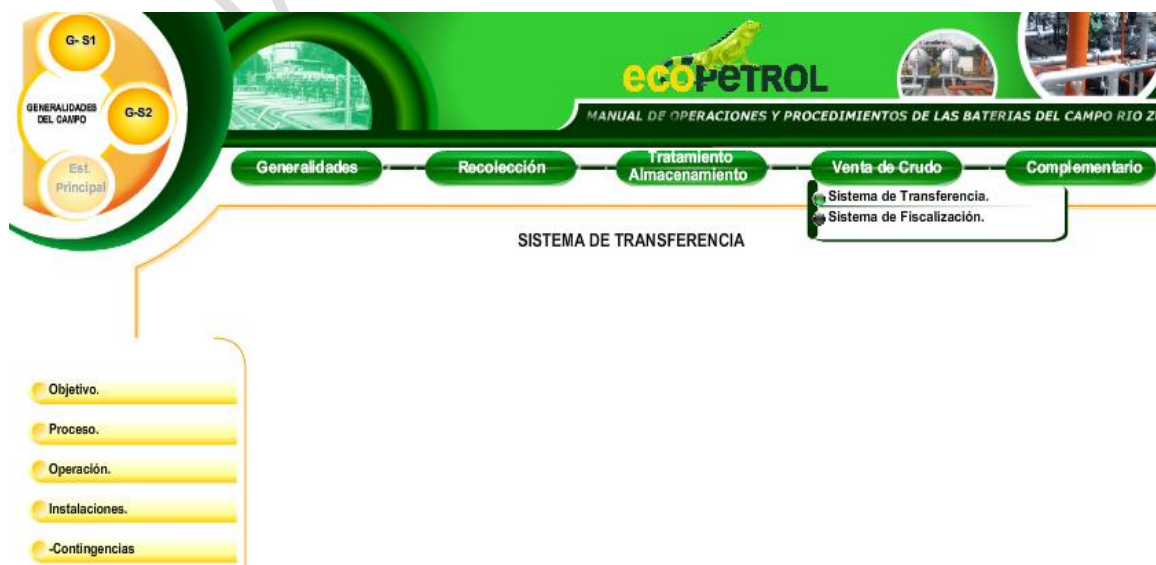 G- S1
GENERALIDADES
DEL CAMPO
G-S2
Est.
Principal
ecopetrol
MANUAL DE OPERACIONES Y PROCEDIMIENTOS DE LAS BATERIAS DEL CAMPO RIO
Generalidades
Recolección
Tratamiento
Almacenamiento
Venta de Crudo
Complementario
Sistema de Transferencia.
Sistema de Fiscalización.
SISTEMA DE TRANSFERENCIA
Objetivo.
Proceso.
Operación.
Instalaciones.
-Contingencias